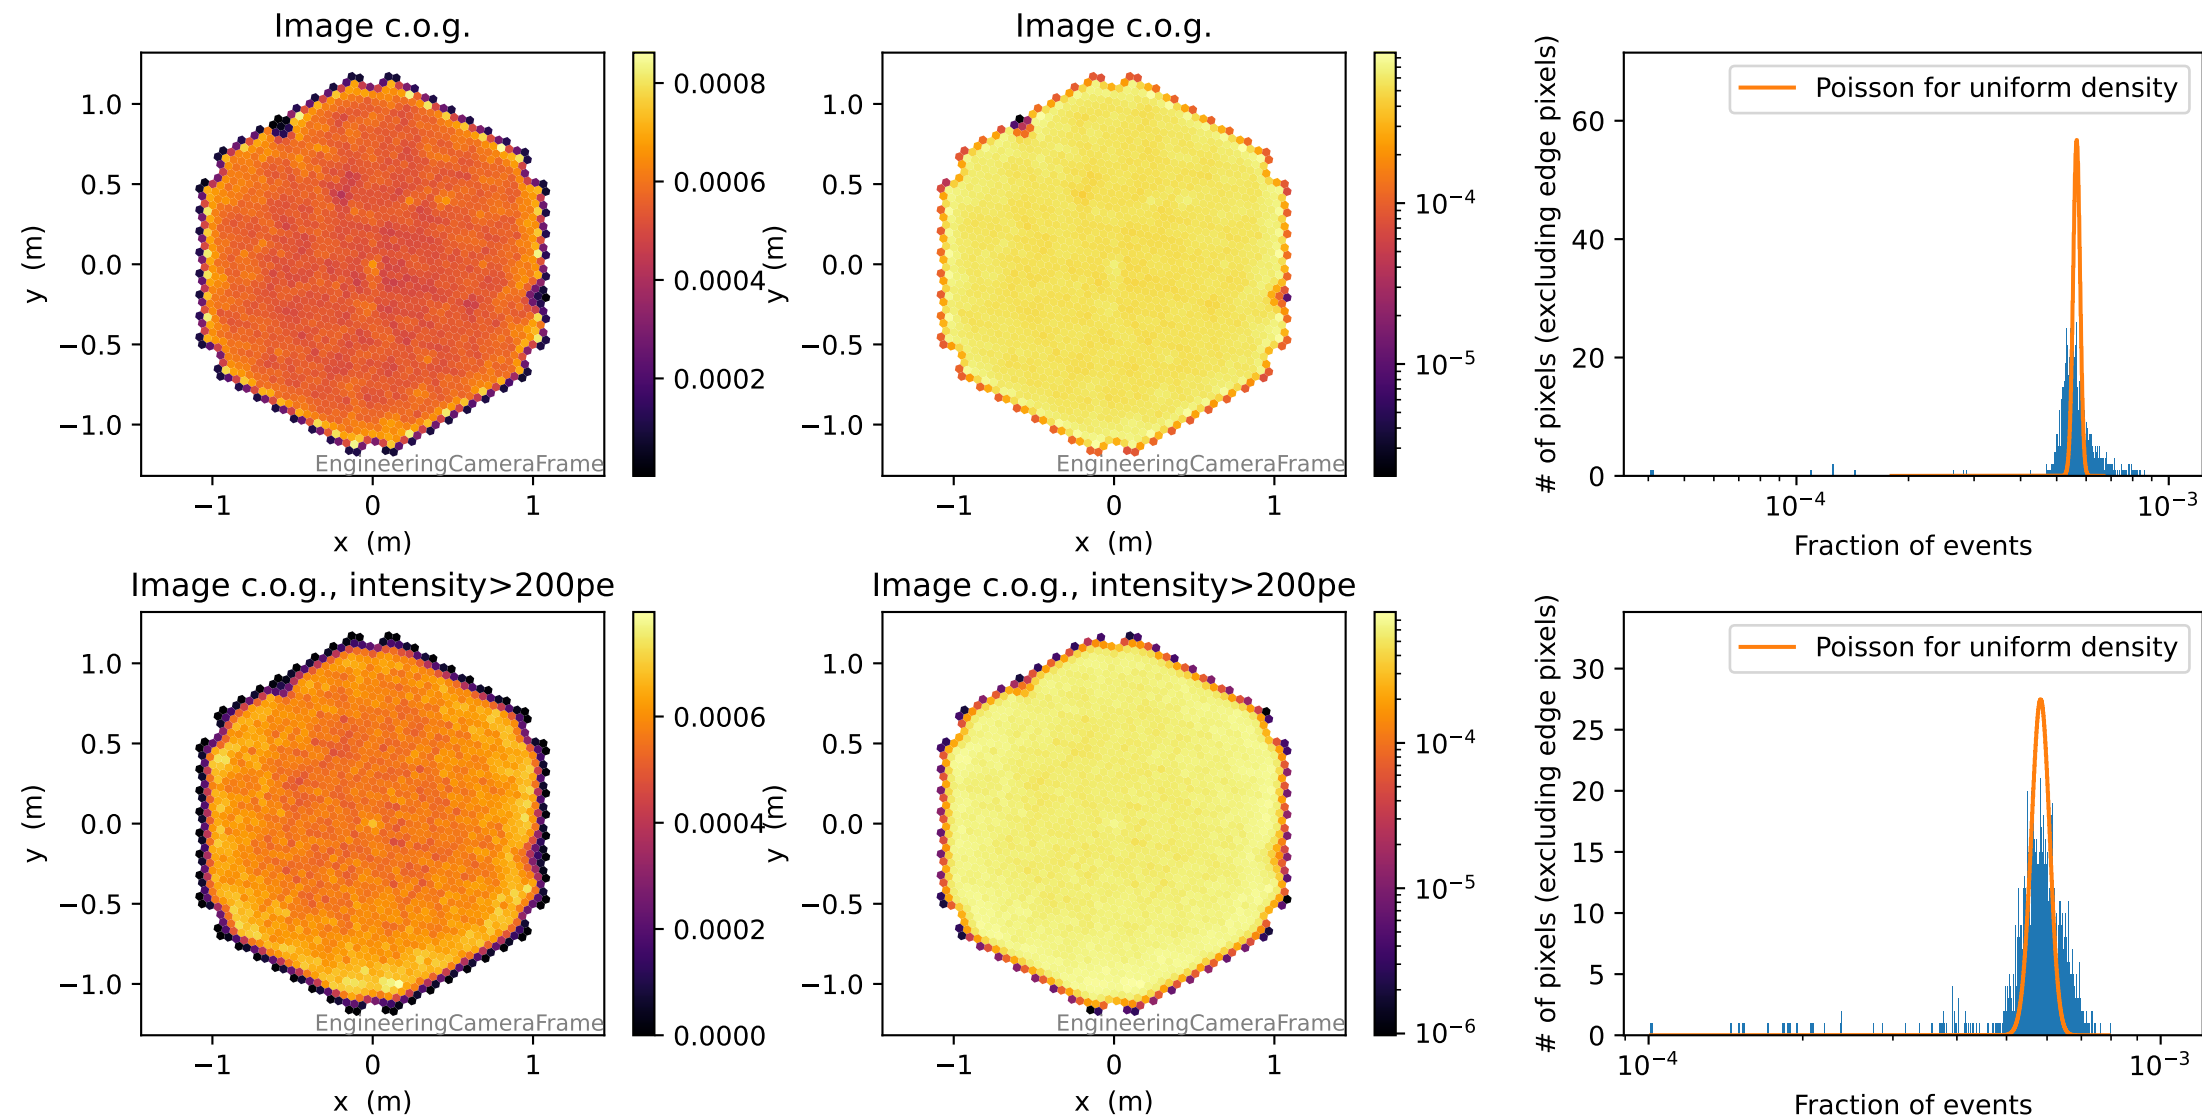 Image c.o.g.
1.0
0.5
0.0
−0.5
−1.0
y (m)
−1
0
1
x (m)
EngineeringCameraFrame
0.0008
0.0006
0.0004
0.0002
Image c.o.g.
1.0
0.5
0.0
−0.5
−1.0
y (m)
−1
0
1
x (m)
EngineeringCameraFrame
10⁻⁴
10⁻⁵
# of pixels (excluding edge pixels)
60
40
20
0
Poisson for uniform density
10⁻⁴
10⁻³
Fraction of events
Image c.o.g., intensity>200pe
1.0
0.5
0.0
−0.5
−1.0
y (m)
−1
0
1
x (m)
EngineeringCameraFrame
0.0006
0.0004
0.0002
0.0000
Image c.o.g., intensity>200pe
1.0
0.5
0.0
−0.5
−1.0
y (m)
−1
0
1
x (m)
EngineeringCameraFrame
10⁻⁴
10⁻⁵
10⁻⁶
# of pixels (excluding edge pixels)
30
25
20
15
10
5
0
Poisson for uniform density
10⁻⁴
10⁻³
Fraction of events